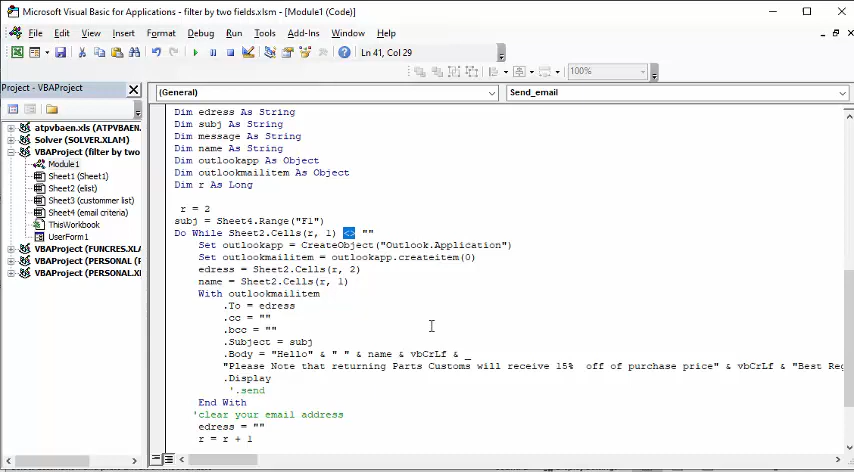 Microsoft Visual Basic for Applications - filter by two fields.xlsm - [Module1 (Code)]
File Edit View Insert Format Debug Run Tools Add-Ins Window Help
Ln 41, Col 29
100%
Project - VBAProject
(General)
Send_email
atpvbaen.xls (ATPVBAEN.
Solver (SOLVER.XLAM)
VBAProject (filter by two
Module1
Sheet1 (Sheet1)
Sheet2 (elist)
Sheet3 (custommer list)
Sheet4 (email criteria)
ThisWorkbook
UserForm1
VBAProject (FUNCRES.XLA
VBAProject (PERSONAL (f
VBAProject (PERSONAL.X
Dim edress As String
Dim subj As String
Dim message As String
Dim name As String
Dim outlookapp As Object
Dim outlookmailitem As Object
Dim r As Long
r = 2
subj = Sheet4.Range("F1")
Do While Sheet2.Cells(r, 1) <> ""
Set outlookapp = CreateObject("Outlook.Application")
Set outlookmailitem = outlookapp.createitem(0)
edress = Sheet2.Cells(r, 2)
name = Sheet2.Cells(r, 1)
With outlookmailitem
.To = edress
.cc = ""
.bcc = ""
.Subject = subj
.Body = "Hello" & " " & name & vbCrLf & _
"Please Note that returning Parts Customs will receive 15%  off of purchase price" & vbCrLf & "Best Reg
.Display
'.send
End With
'clear your email address
edress = ""
r = r + 1